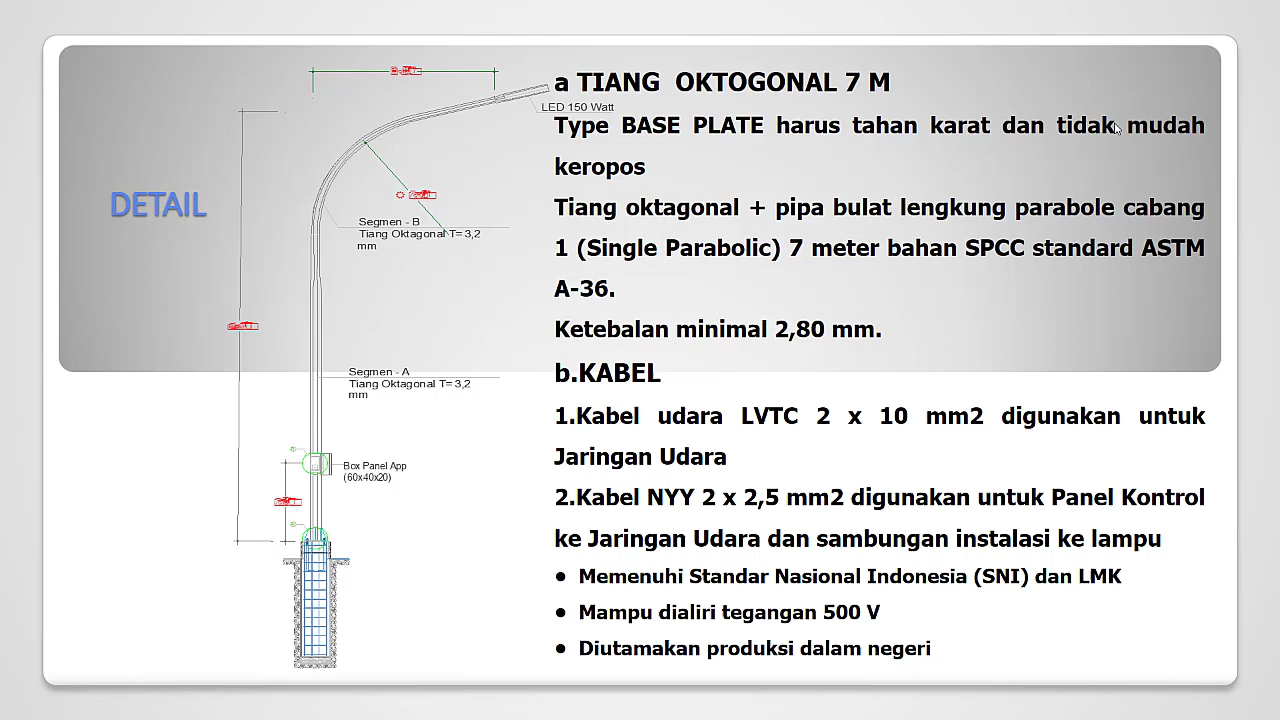 DETAIL
LED 150 Watt
Segmen - B
Tiang Oktagonal T= 3,2
mm
Segmen - A
Tiang Oktagonal T= 3,2
mm
Box Panel App
(60x40x20)
a TIANG OKTOGONAL 7 M
Type BASE PLATE harus tahan karat dan tidak mudah
keropos
Tiang oktagonal + pipa bulat lengkung parabole cabang
1 (Single Parabolic) 7 meter bahan SPCC standard ASTM
A-36.
Ketebalan minimal 2,80 mm.
b.KABEL
1.Kabel udara LVTC 2 x 10 mm2 digunakan untuk
Jaringan Udara
2.Kabel NYY 2 x 2,5 mm2 digunakan untuk Panel Kontrol
ke Jaringan Udara dan sambungan instalasi ke lampu
● Memenuhi Standar Nasional Indonesia (SNI) dan LMK
● Mampu dialiri tegangan 500 V
● Diutamakan produksi dalam negeri